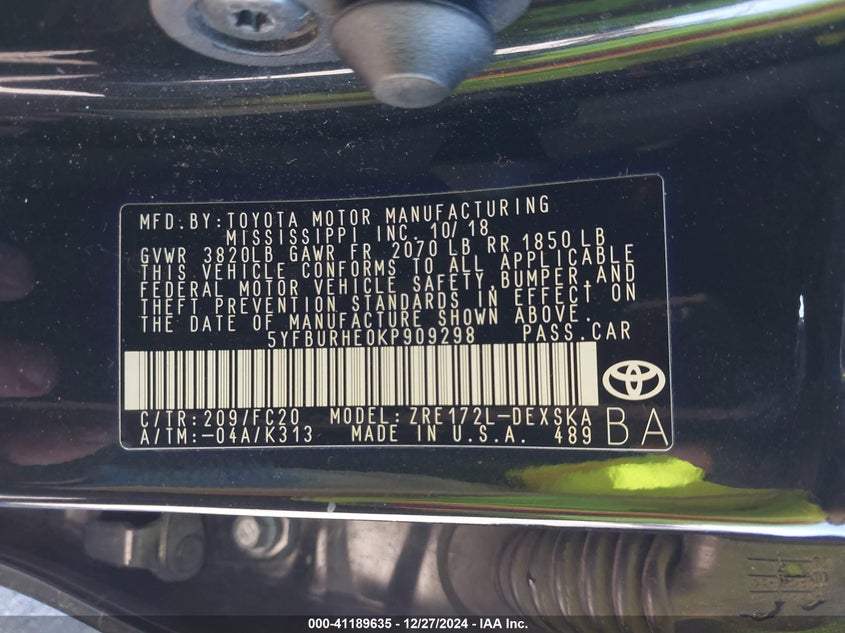 MFD.BY:TOYOTA MOTOR MANUFACTURING
MISSISSIPPI INC. 10/18
GVWR 3820LB GAWR FR 2070 LB RR 1850 LB
THIS VEHICLE CONFORMS TO ALL APPLICABLE
FEDERAL MOTOR VEHICLE SAFETY,BUMPER,AND
THEFT PREVENTION STANDARDS IN EFFECT ON
THE DATE OF MANUFACTURE SHOWN ABOVE.
5YFBURHE0KP909298 PASS.CAR
C/TR:209/FC20 MODEL:ZRE172L-DEXSKA
A/TM:-04A/K313 MADE IN U.S.A. 489 BA
000-41189635 - 12/27/2024 - IAA Inc.